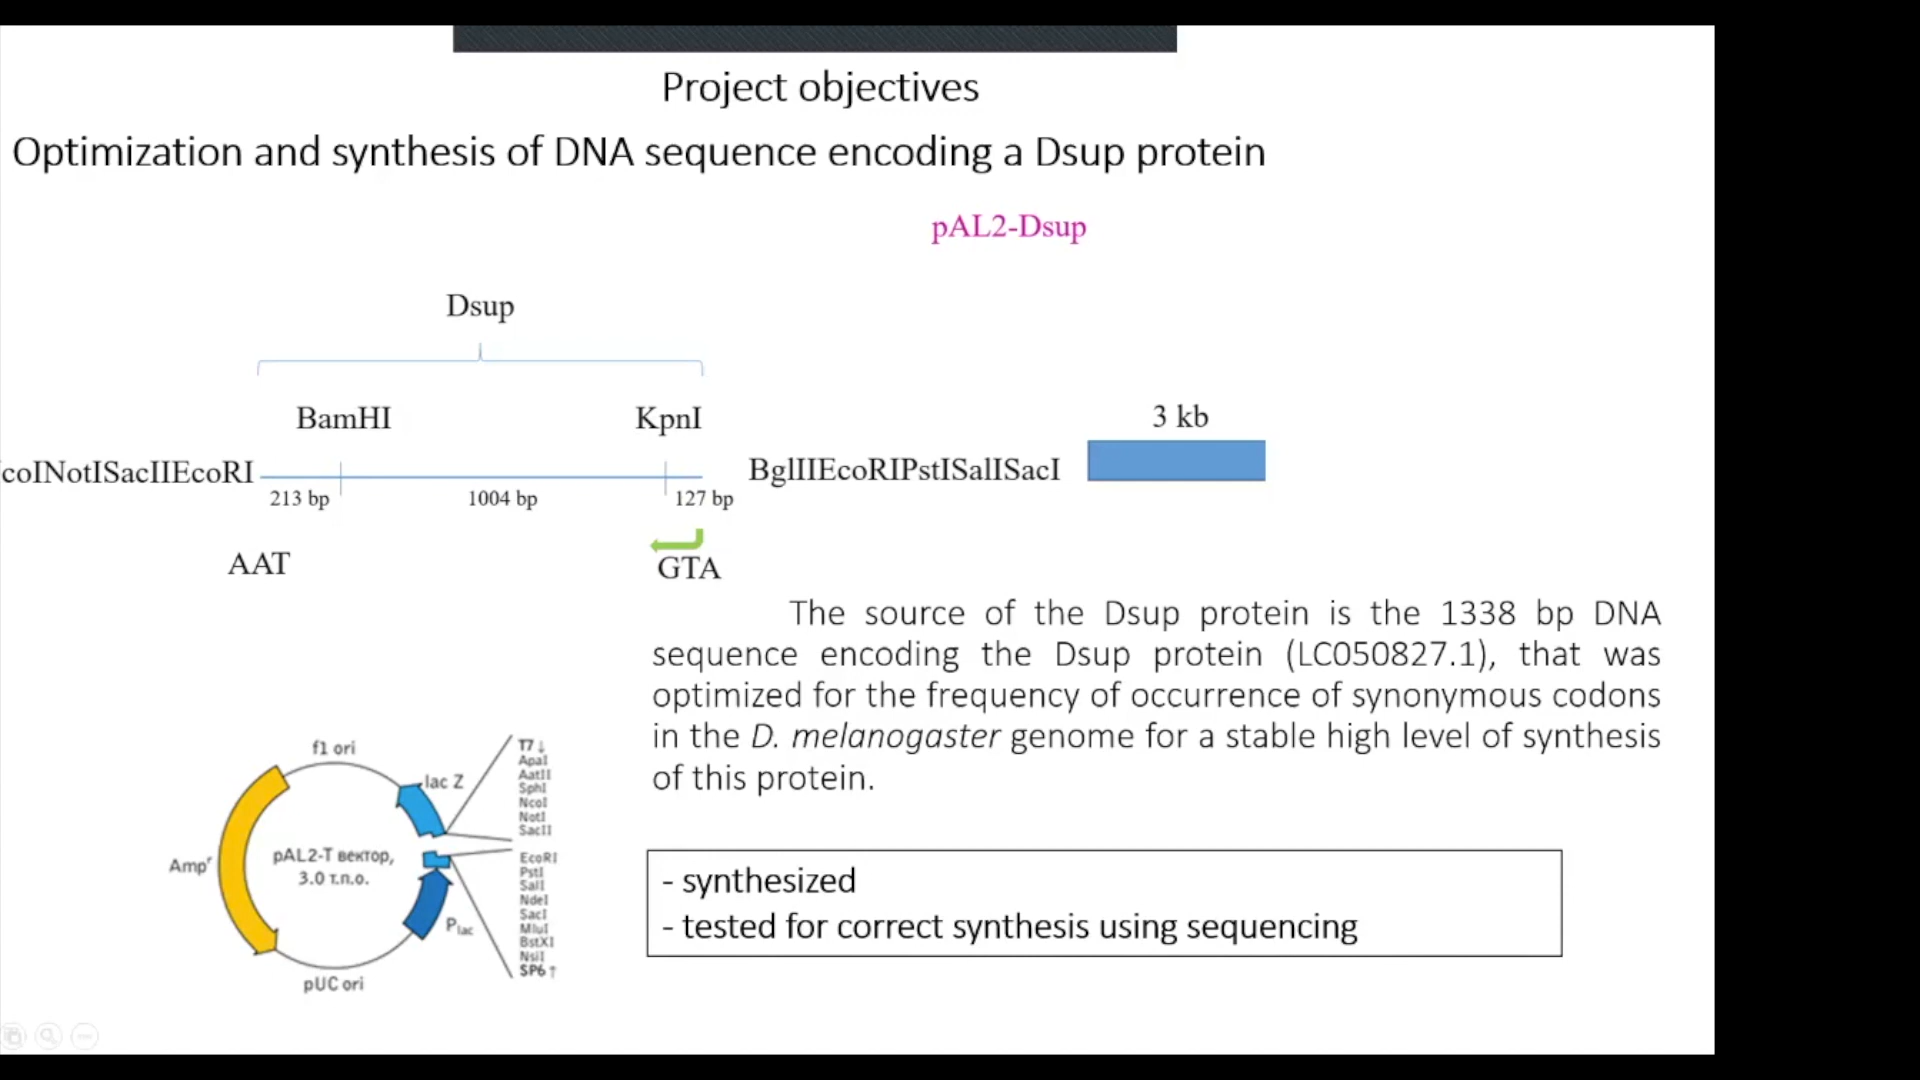 Project objectives
Optimization and synthesis of DNA sequence encoding a Dsup protein
pAL2-Dsup
Dsup
BamHI
KpnI
3 kb
coINotISacIIEcoRI
BglIIEcoRIPstISalISacI
213 bp
1004 bp
127 bp
AAT
GTA
The source of the Dsup protein is the 1338 bp DNA
sequence encoding the Dsup protein (LC050827.1), that was
optimized for the frequency of occurrence of synonymous codons
in the D. melanogaster genome for a stable high level of synthesis
of this protein.
f1 ori
lac Z
Ampʳ
pAL2-T вектор,
3.0 т.п.о.
Plac
pUC ori
T7 ↓
ApaI
AatII
SphI
NcoI
NotI
SacII
EcoRI
PstI
SalI
NdeI
SacI
MluI
BstXI
NsiI
SP6 ↑
- synthesized
- tested for correct synthesis using sequencing